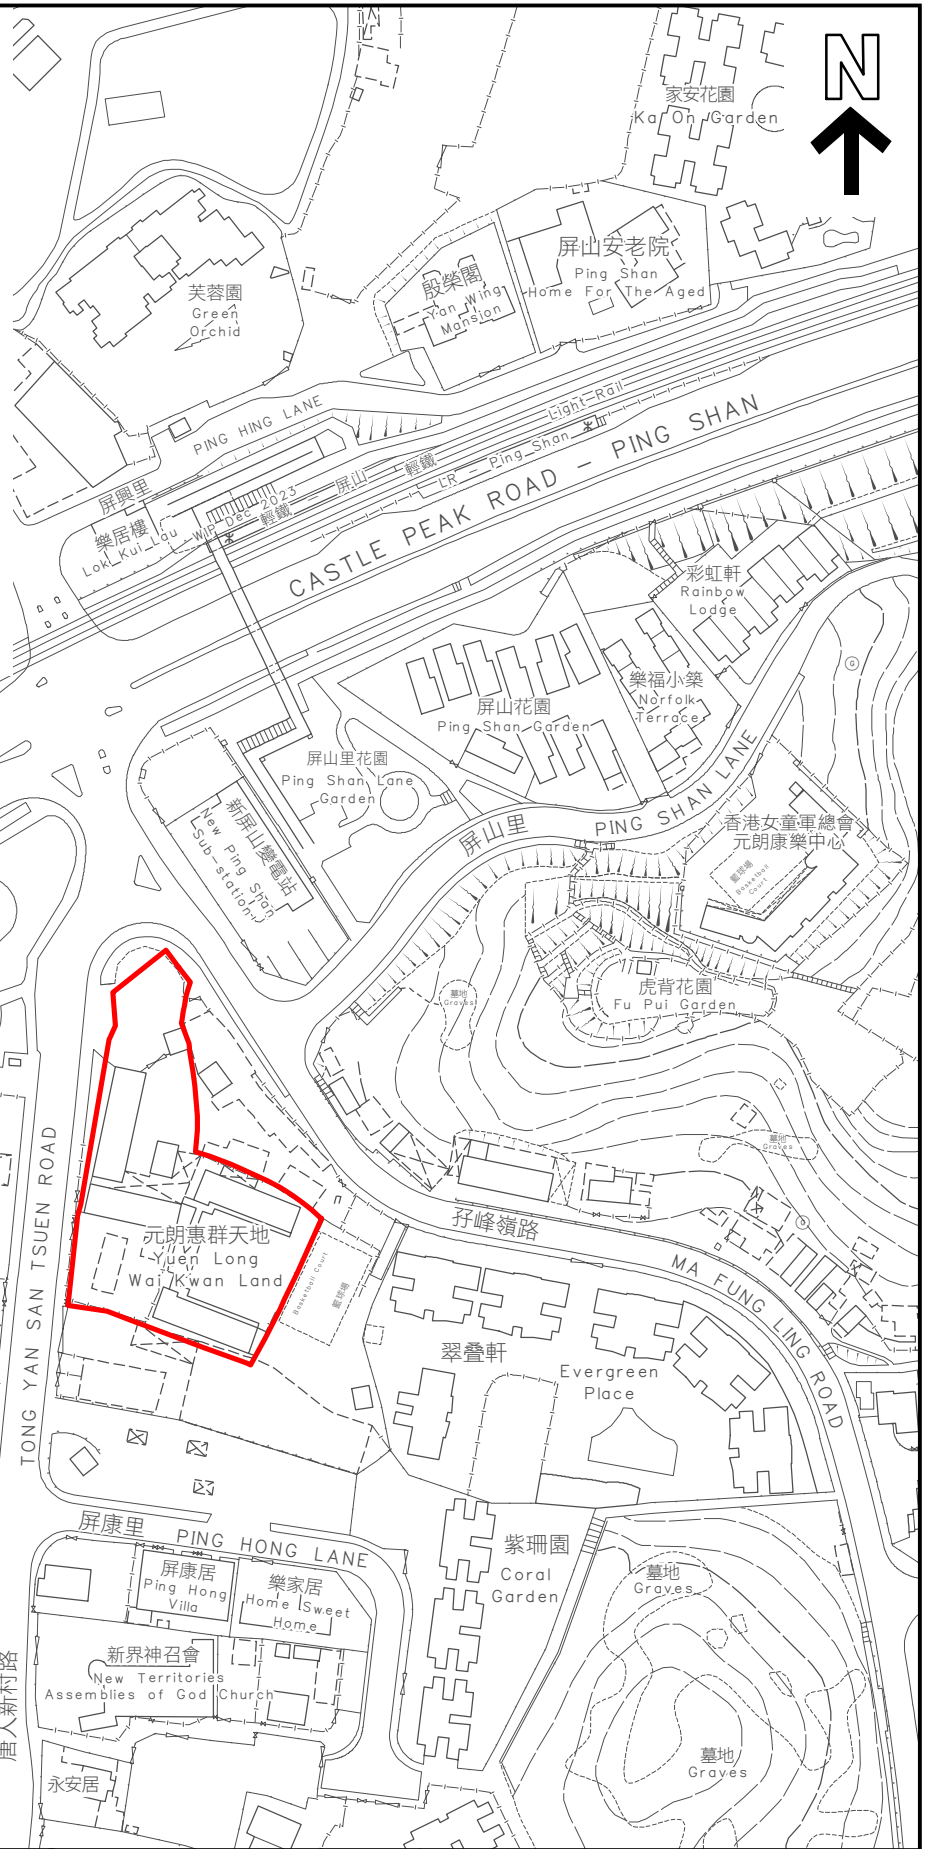 N
家安花園
Ka On Garden
屏山安老院
Ping Shan
Home For The Aged
殷榮閣
Yan Wing
Mansion
芙蓉園
Green
Orchid
PING HING LANE
屏興里
樂居樓
Lok Kui Lau
W I P Dec 2023
輕鐵 - 屏山
輕鐵
Light Rail
LR - Ping Shan
CASTLE PEAK ROAD - PING SHAN
彩虹軒
Rainbow
Lodge
樂福小築
Norfolk
Terrace
屏山花園
Ping Shan Garden
屏山里花園
Ping Shan Lane
Garden
新屏山變電站
New Ping Shan
Sub-station
屏山里
PING SHAN LANE
香港女童軍總會
元朗康樂中心
籃球場
Basketball
Court
G
虎背花園
Fu Pui Garden
墓地
Graves
墓地
Graves
G
TONG YAN SAN TSUEN ROAD
元朗惠群天地
Yuen Long
Wai Kwan Land
Basketball Court
籃球場
孖峰嶺路
MA FUNG LING ROAD
翠疊軒
Evergreen
Place
屏康里
PING HONG LANE
屏康居
Ping Hong
Villa
樂家居
Home Sweet
Home
紫珊園
Coral
Garden
墓地
Graves
新界神召會
New Territories
Assemblies of God Church
唐人新村路
永安居
墓地
Graves